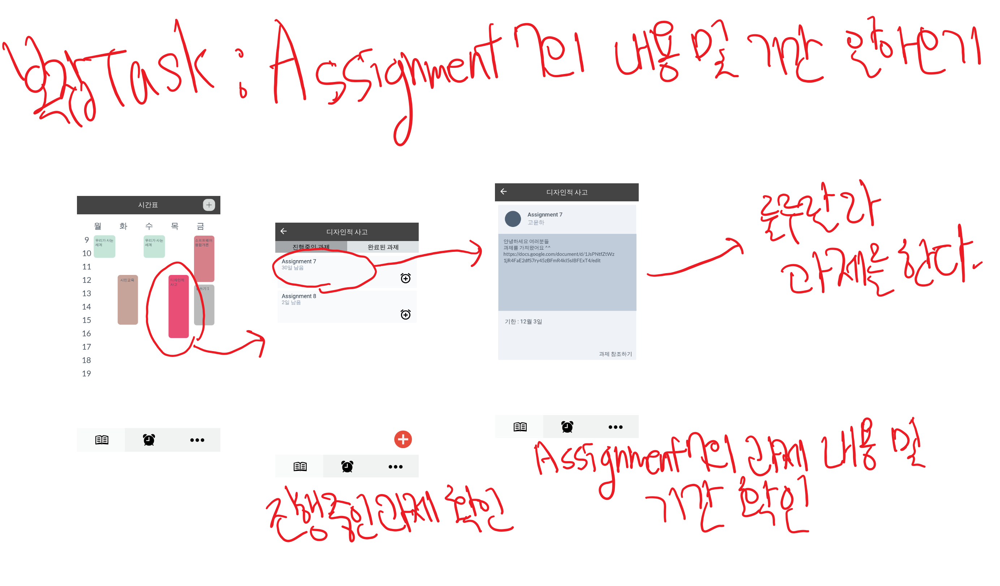 Task : Assignment 7의 내용 및 기간 확인하기
시간표
월 화 수 목 금
9
10
11
12
13
14
15
16
17
18
19
우리가 사는
세계
우리가 사는
세계
소프트웨어
융합개론
시민교육
디자인적
사고
글쓰기 1
디자인적 사고
진행중인 과제 완료된 과제
Assignment 7
30일 남음
Assignment 8
2일 남음
진행중인 과제 확인
디자인적 사고
Assignment 7
고윤하
안녕하세요 여러분들
과제를 가져왔어요 ^^
https://docs.google.com/document/d/1JsPNtfZtWz
1jR4FaE2dfS7ry45zBFmR4kI5sIBFExT4/edit
기한 : 12월 3일
과제 참조하기
Assignment 7의 과제 내용 및
기간 확인
과제를 한다.